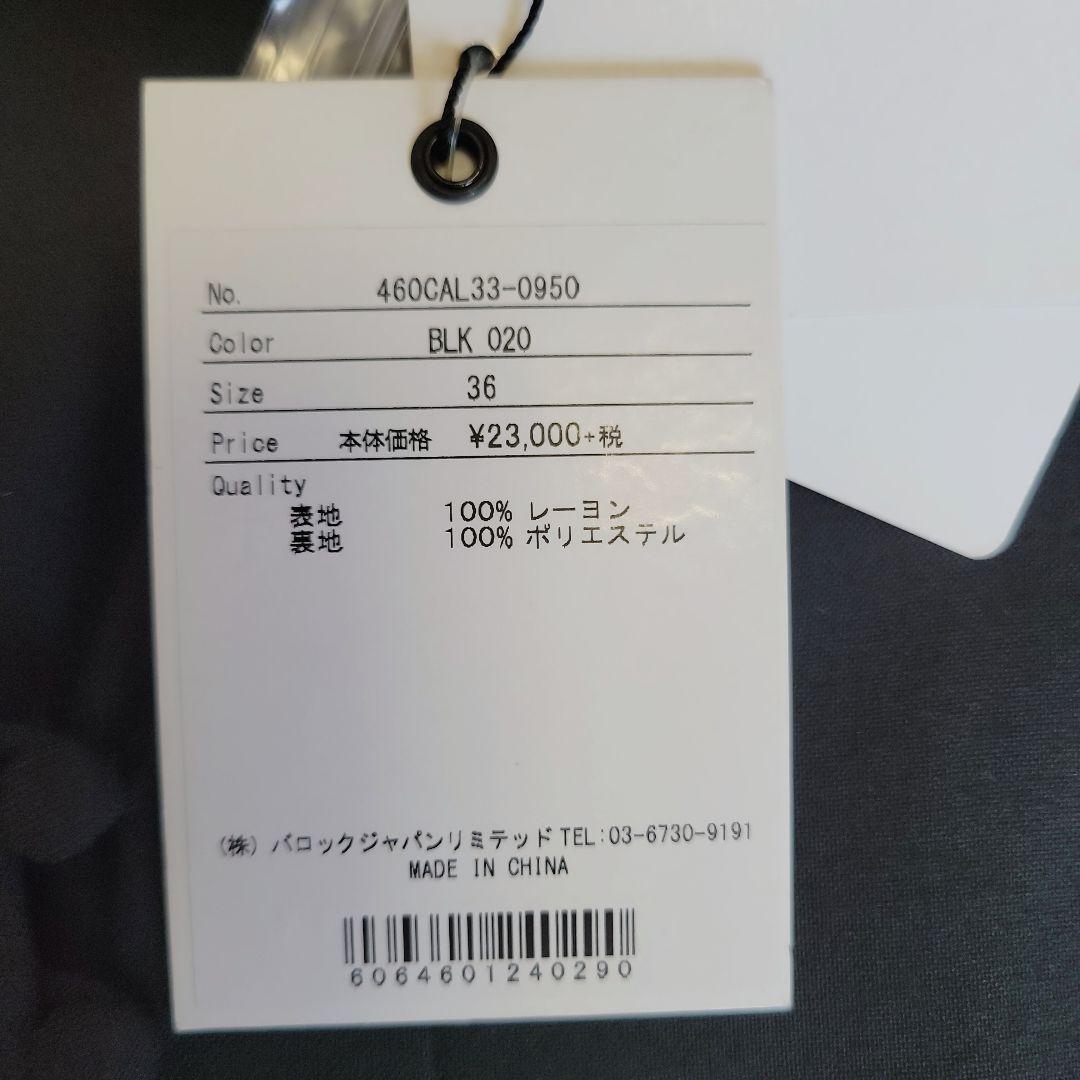 No. 460CAL33-0950
Color BLK 020
Size 36
Price 本体価格 ¥23,000+税
Quality
表地 100% レーヨン
裏地 100% ポリエステル
(株) バロックジャパンリミテッド TEL:03-6730-9191
MADE IN CHINA
6064601240290